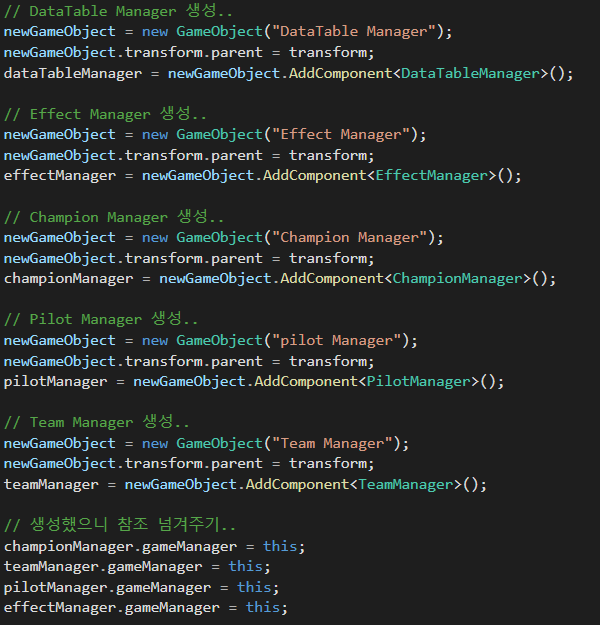 // DataTable Manager 생성..
newGameObject = new GameObject("DataTable Manager");
newGameObject.transform.parent = transform;
dataTableManager = newGameObject.AddComponent<DataTableManager>();
// Effect Manager 생성..
newGameObject = new GameObject("Effect Manager");
newGameObject.transform.parent = transform;
effectManager = newGameObject.AddComponent<EffectManager>();
// Champion Manager 생성..
newGameObject = new GameObject("Champion Manager");
newGameObject.transform.parent = transform;
championManager = newGameObject.AddComponent<ChampionManager>();
// Pilot Manager 생성..
newGameObject = new GameObject("pilot Manager");
newGameObject.transform.parent = transform;
pilotManager = newGameObject.AddComponent<PilotManager>();
// Team Manager 생성..
newGameObject = new GameObject("Team Manager");
newGameObject.transform.parent = transform;
teamManager = newGameObject.AddComponent<TeamManager>();
// 생성했으니 참조 넘겨주기..
championManager.gameManager = this;
teamManager.gameManager = this;
pilotManager.gameManager = this;
effectManager.gameManager = this;